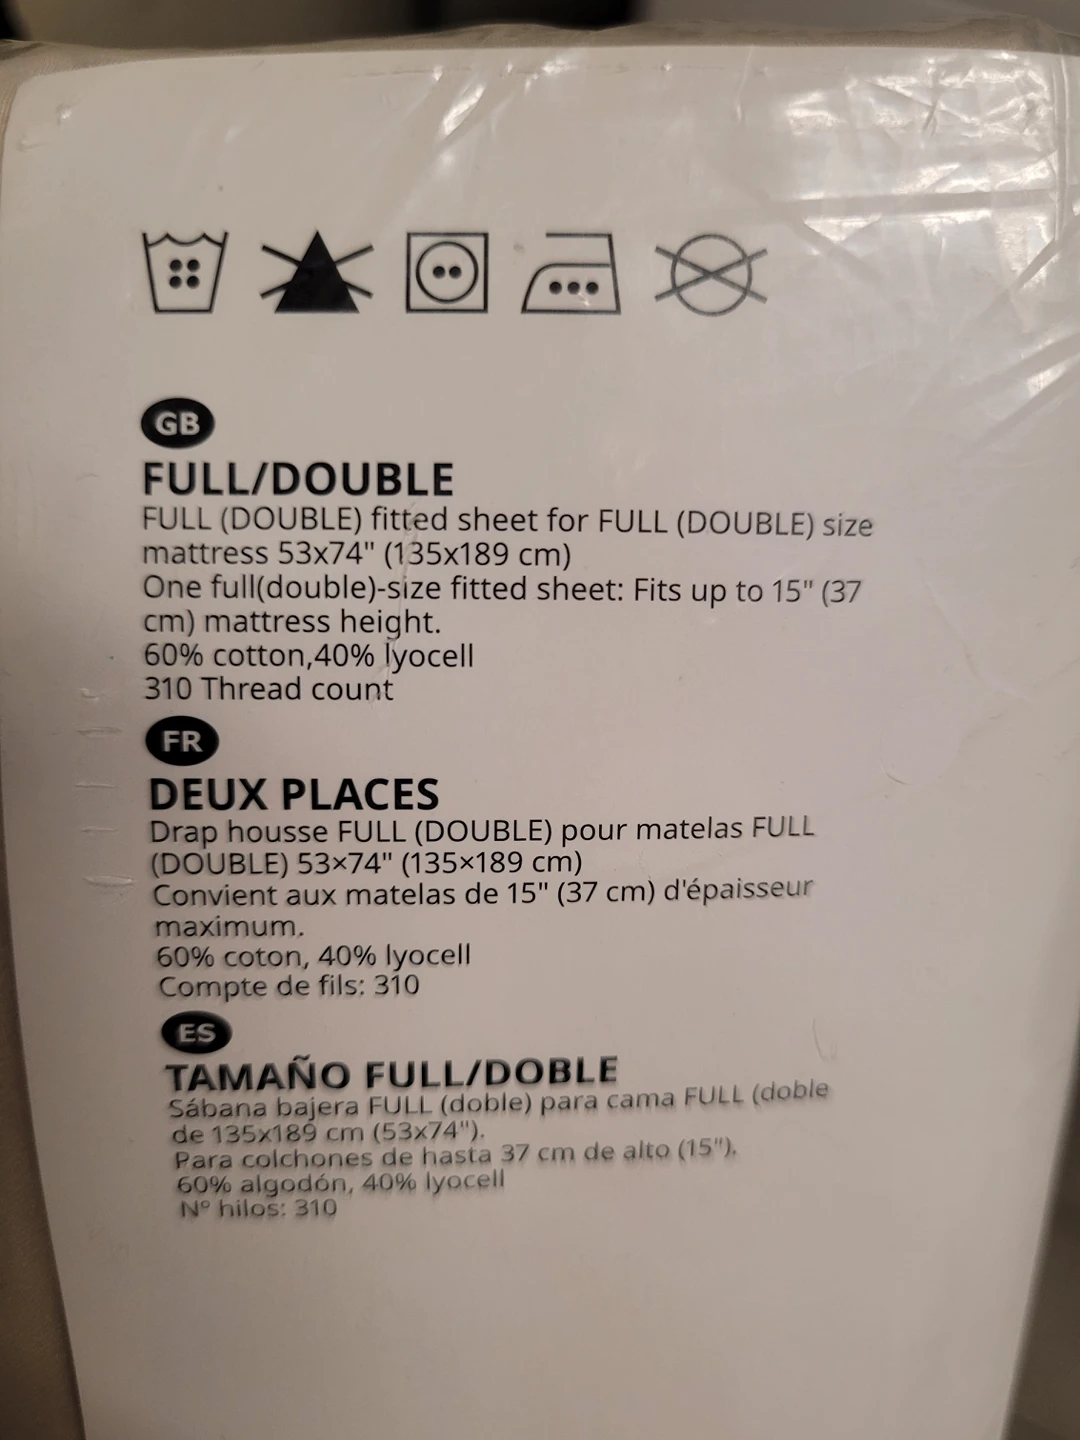 GB
FULL/DOUBLE
FULL (DOUBLE) fitted sheet for FULL (DOUBLE) size
mattress 53x74" (135x189 cm)
One full(double)-size fitted sheet: Fits up to 15" (37
cm) mattress height.
60% cotton,40% lyocell
310 Thread count
FR
DEUX PLACES
Drap housse FULL (DOUBLE) pour matelas FULL
(DOUBLE) 53×74" (135×189 cm)
Convient aux matelas de 15" (37 cm) d'épaisseur
maximum.
60% coton, 40% lyocell
Compte de fils: 310
ES
TAMAÑO FULL/DOBLE
Sábana bajera FULL (doble) para cama FULL (doble
de 135x189 cm (53x74").
Para colchones de hasta 37 cm de alto (15").
60% algodón, 40% lyocell
Nº hilos: 310